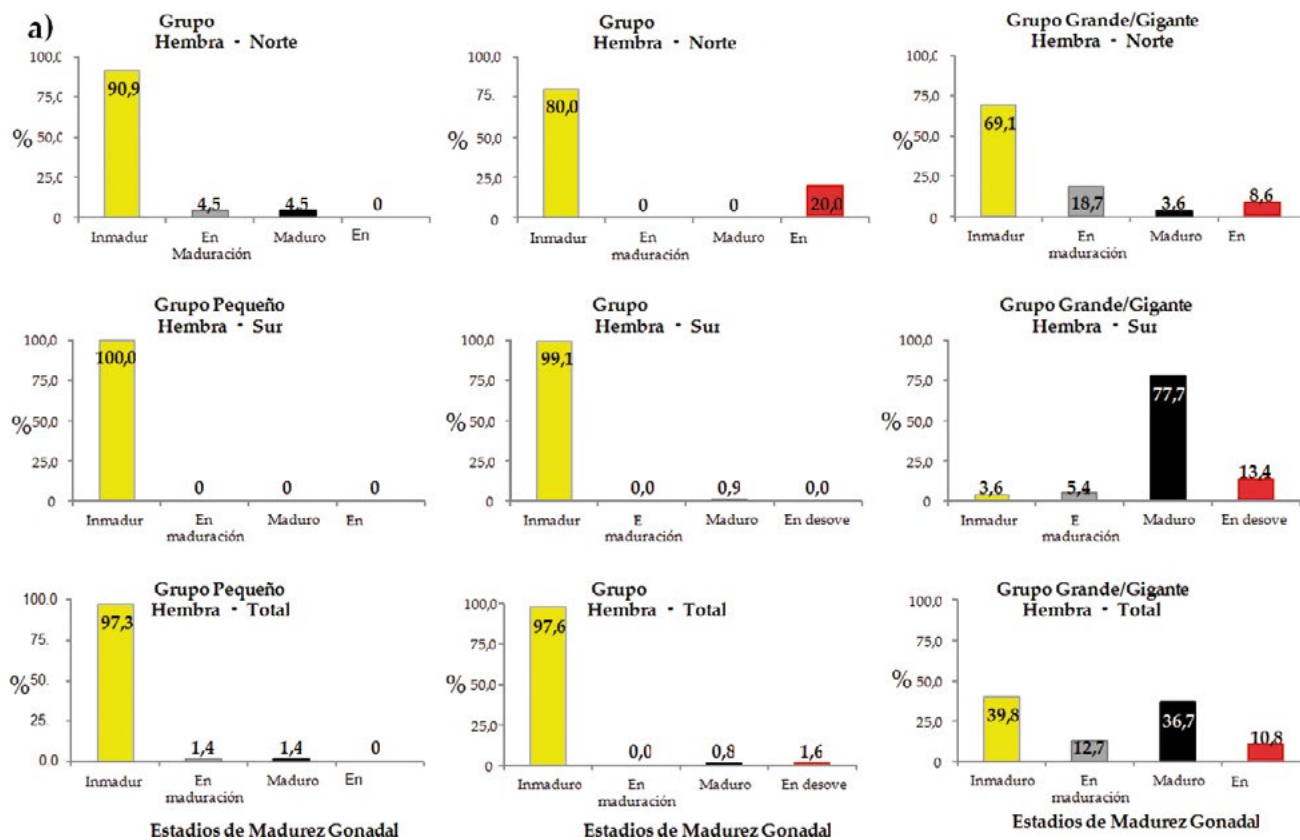 a)
Grupo
Hembra - Norte
100,0
75,0
%
50,0
25,0
0
90,9
4,5
4,5
0
Inmadur
En
Maduración
Maduro
En
Grupo
Hembra - Norte
100,0
75.
%
50,0
25,0
0
80,0
0
0
20,0
Inmadur
En
maduración
Maduro
En
Grupo Grande/Gigante
Hembra - Norte
100,0
75,0
%
50,0
25,0
0
69,1
18,7
3,6
8,6
Inmadur
En
maduración
Maduro
En
Grupo Pequeño
Hembra - Sur
100,0
75,0
%
50,0
25,0
0
100,0
0
0
0
Inmadur
En
maduración
Maduro
En
Grupo
Hembra - Sur
100,0
75,0
%
50,0
25,0
0
99,1
0,0
0,9
0,0
Inmadur
E
maduración
Maduro
En desove
Grupo Grande/Gigante
Hembra - Sur
100,0
75,0
%
50,0
25,0
0
3,6
5,4
77,7
13,4
Inmadur
E
maduración
Maduro
En desove
Grupo Pequeño
Hembra - Total
100.0
75.
%
50.
25.
0.0
97,3
1,4
1,4
0
Inmadur
En
maduración
Maduro
En
Estadios de Madurez Gonadal
Grupo
Hembra - Total
100,0
75,0
%
50,0
25,0
0
97,6
0,0
0,8
1,6
Inmaduro
En
maduración
Maduro
En desove
Estadios de Madurez Gonadal
Grupo Grande/Gigante
Hembra - Total
100,0
75,0
%
50,0
25,0
0
39,8
12,7
36,7
10,8
Inmaduro
En
maduración
Maduro
En
Estadios de Madurez Gonadal